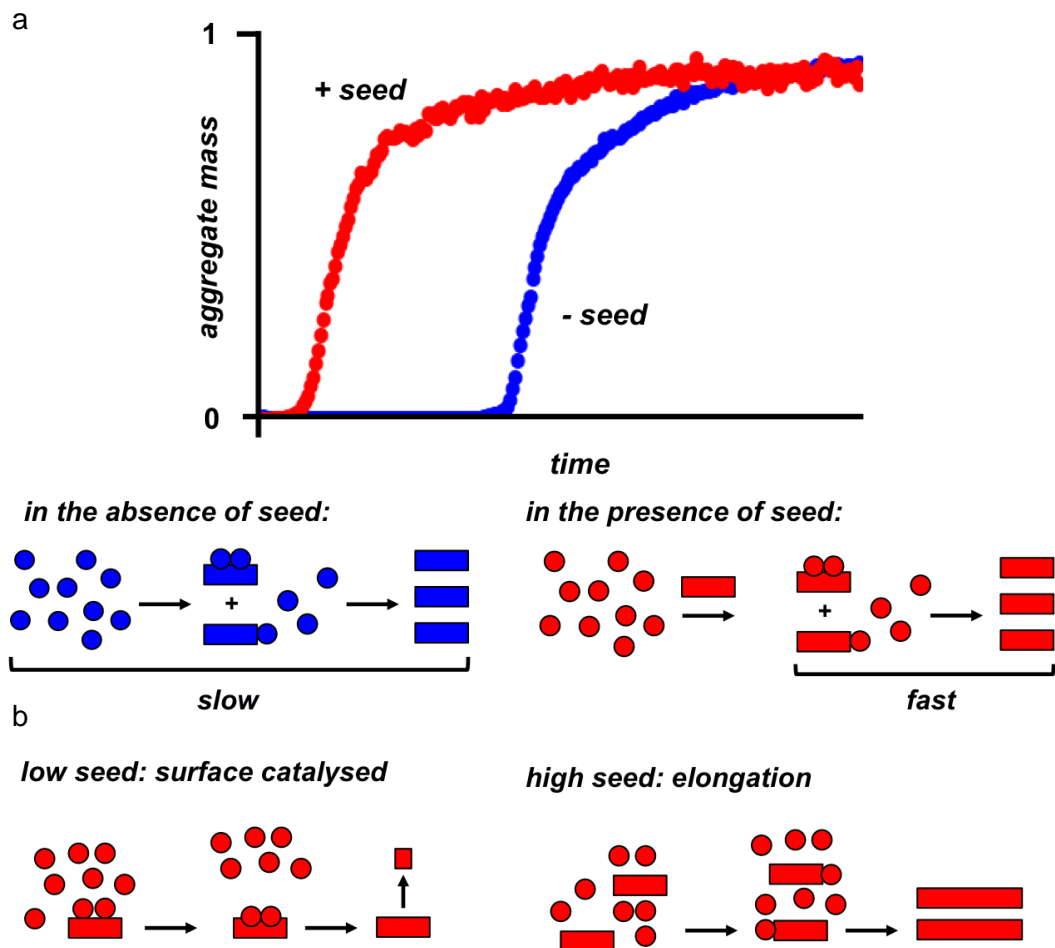 a
1
+ seed
aggregate mass
- seed
0
time
in the absence of seed:
in the presence of seed:
+
+
slow
fast
b
low seed: surface catalysed
high seed: elongation